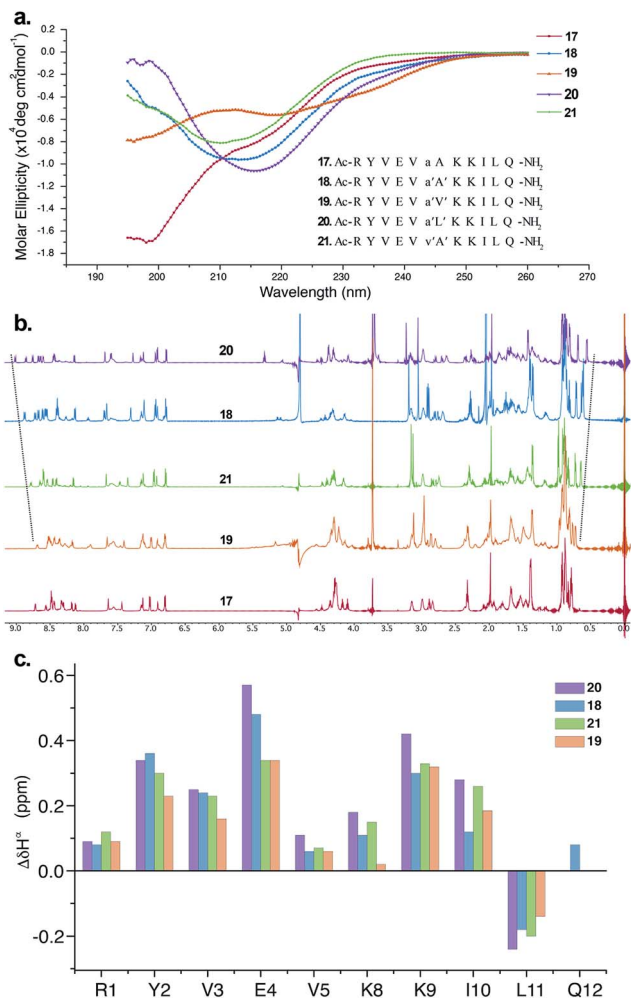 a.
0.2
0.0
-0.2
-0.4
-0.6
-0.8
-1.0
-1.2
-1.4
-1.6
-1.8
Molar Ellipticity (x10⁴ deg cm²dmol⁻¹)
17
18
19
20
21
17. Ac-R Y V E V a A K K I L Q -NH₂
18. Ac-R Y V E V a′A′ K K I L Q -NH₂
19. Ac-R Y V E V a′V′ K K I L Q -NH₂
20. Ac-R Y V E V a′L′ K K I L Q -NH₂
21. Ac-R Y V E V v′A′ K K I L Q -NH₂
190 200 210 220 230 240 250 260 270
Wavelength (nm)
b.
20
18
21
19
17
9.0 8.5 8.0 7.5 7.0 6.5 6.0 5.5 5.0 4.5 4.0 3.5 3.0 2.5 2.0 1.5 1.0 0.5 0.0
c.
0.6
0.4
0.2
0.0
-0.2
ΔδHᵅ (ppm)
20
18
21
19
R1 Y2 V3 E4 V5 K8 K9 I10 L11 Q12